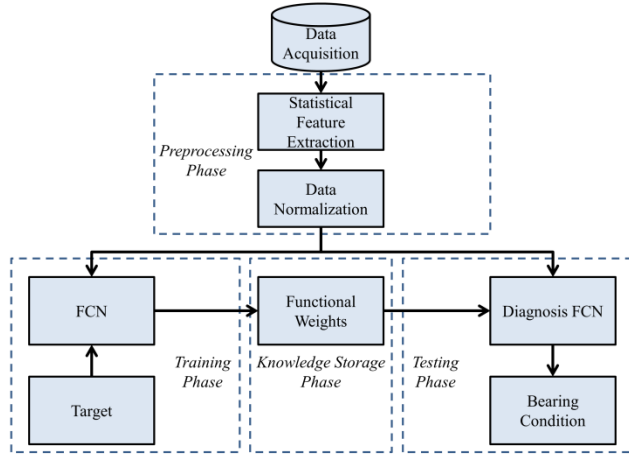 Data
Acquisition
Statistical
Feature
Extraction
Preprocessing
Phase
Data
Normalization
FCN
Functional
Weights
Diagnosis FCN
Training
Phase
Knowledge Storage
Phase
Testing
Phase
Target
Bearing
Condition